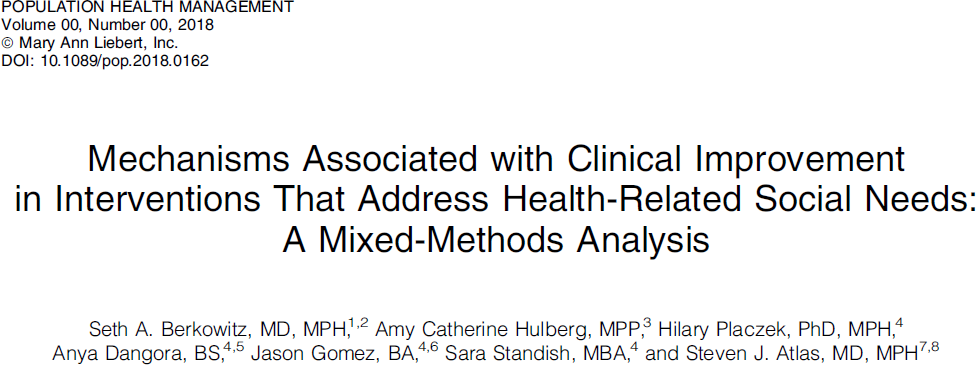 POPULATION HEALTH MANAGEMENT
Volume 00, Number 00, 2018
© Mary Ann Liebert, Inc.
DOI: 10.1089/pop.2018.0162
Mechanisms Associated with Clinical Improvement
in Interventions That Address Health-Related Social Needs:
A Mixed-Methods Analysis
Seth A. Berkowitz, MD, MPH,1,2 Amy Catherine Hulberg, MPP,3 Hilary Placzek, PhD, MPH,4
Anya Dangora, BS,4,5 Jason Gomez, BA,4,6 Sara Standish, MBA,4 and Steven J. Atlas, MD, MPH7,8